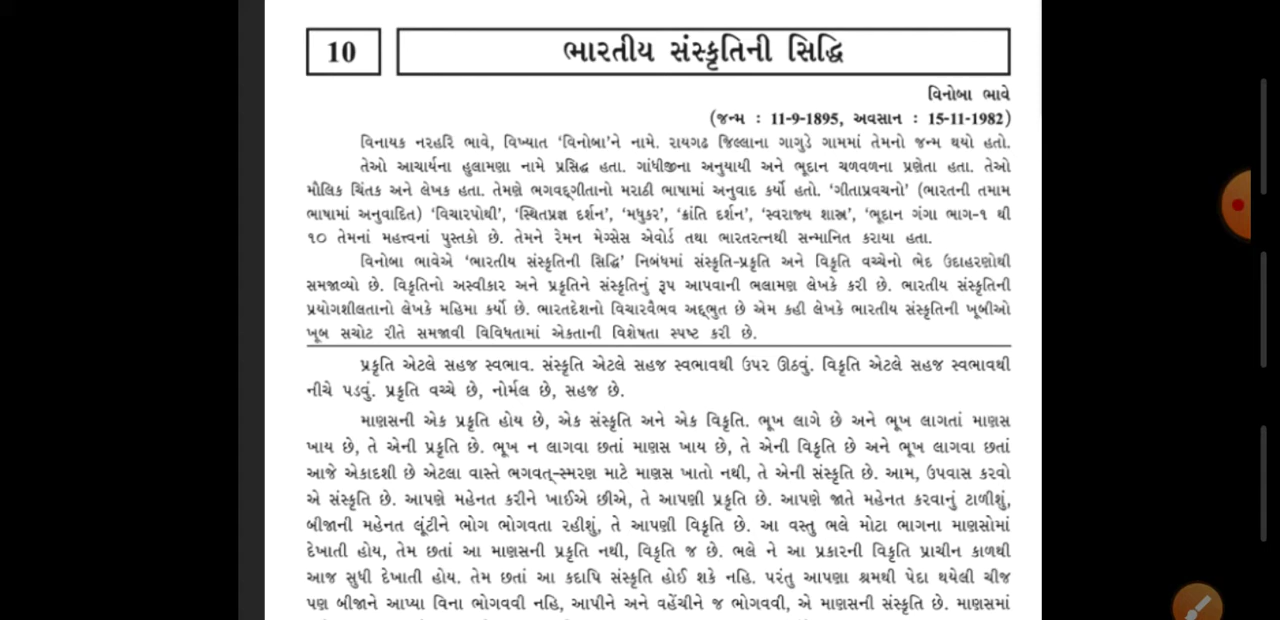 10
ભારતીય સંસ્કૃતિની સિદ્ધિ
વિનોબા ભાવે
(જન્મ : 11-9-1895, અવસાન : 15-11-1982)
વિનાયક નરહરિ ભાવે, વિખ્યાત ‘વિનોબા’ને નામે. રાયગઢ જિલ્લાના ગાગુડે ગામમાં તેમનો જન્મ થયો હતો.
તેઓ આચાર્યના હુલામણા નામે પ્રસિદ્ધ હતા. ગાંધીજીના અનુયાયી અને ભૂદાન ચળવળના પ્રણેતા હતા. તેઓ
મૌલિક ચિંતક અને લેખક હતા. તેમણે ભગવદ્ગીતાનો મરાઠી ભાષામાં અનુવાદ કર્યો હતો. ‘ગીતાપ્રવચનો’ (ભારતની તમામ
ભાષામાં અનુવાદિત) ‘વિચારપોથી’, ‘સ્થિતપ્રજ્ઞ દર્શન’, ‘મધુકર’, ‘ક્રાંતિ દર્શન’, ‘સ્વરાજ્ય શાસ્ત્ર’, ‘ભૂદાન ગંગા ભાગ-૧ થી
૧૦ તેમનાં મહત્ત્વનાં પુસ્તકો છે. તેમને રેમન મેગ્સેસ એવોર્ડ તથા ભારતરત્નથી સન્માનિત કરાયા હતા.
વિનોબા ભાવેએ ‘ભારતીય સંસ્કૃતિની સિદ્ધિ’ નિબંધમાં સંસ્કૃતિ-પ્રકૃતિ અને વિકૃતિ વચ્ચેનો ભેદ ઉદાહરણોથી
સમજાવ્યો છે. વિકૃતિનો અસ્વીકાર અને પ્રકૃતિને સંસ્કૃતિનું રૂપ આપવાની ભલામણ લેખકે કરી છે. ભારતીય સંસ્કૃતિની
પ્રયોગશીલતાનો લેખકે મહિમા કર્યો છે. ભારતદેશનો વિચારવૈભવ અદ્ભુત છે એમ કહી લેખકે ભારતીય સંસ્કૃતિની ખૂબીઓ
ખૂબ સચોટ રીતે સમજાવી વિવિધતામાં એકતાની વિશેષતા સ્પષ્ટ કરી છે.
પ્રકૃતિ એટલે સહજ સ્વભાવ. સંસ્કૃતિ એટલે સહજ સ્વભાવથી ઉપર ઊઠવું. વિકૃતિ એટલે સહજ સ્વભાવથી
નીચે પડવું. પ્રકૃતિ વચ્ચે છે, નોર્મલ છે, સહજ છે.
માણસની એક પ્રકૃતિ હોય છે, એક સંસ્કૃતિ અને એક વિકૃતિ. ભૂખ લાગે છે અને ભૂખ લાગતાં માણસ
ખાય છે, તે એની પ્રકૃતિ છે. ભૂખ ન લાગવા છતાં માણસ ખાય છે, તે એની વિકૃતિ છે અને ભૂખ લાગવા છતાં
આજે એકાદશી છે એટલા વાસ્તે ભગવત્-સ્મરણ માટે માણસ ખાતો નથી, તે એની સંસ્કૃતિ છે. આમ, ઉપવાસ કરવો
એ સંસ્કૃતિ છે. આપણે મહેનત કરીને ખાઈએ છીએ, તે આપણી પ્રકૃતિ છે. આપણે જાતે મહેનત કરવાનું ટાળીશું,
બીજાની મહેનત લૂંટીને ભોગ ભોગવતા રહીશું, તે આપણી વિકૃતિ છે. આ વસ્તુ ભલે મોટા ભાગના માણસોમાં
દેખાતી હોય, તેમ છતાં આ માણસની પ્રકૃતિ નથી, વિકૃતિ જ છે. ભલે ને આ પ્રકારની વિકૃતિ પ્રાચીન કાળથી
આજ સુધી દેખાતી હોય. તેમ છતાં આ કદાપિ સંસ્કૃતિ હોઈ શકે નહિ. પરંતુ આપણા શ્રમથી પેદા થયેલી ચીજ
પણ બીજાને આપ્યા વિના ભોગવવી નહિ, આપીને અને વહેંચીને જ ભોગવવી, એ માણસની સંસ્કૃતિ છે. માણસમાં